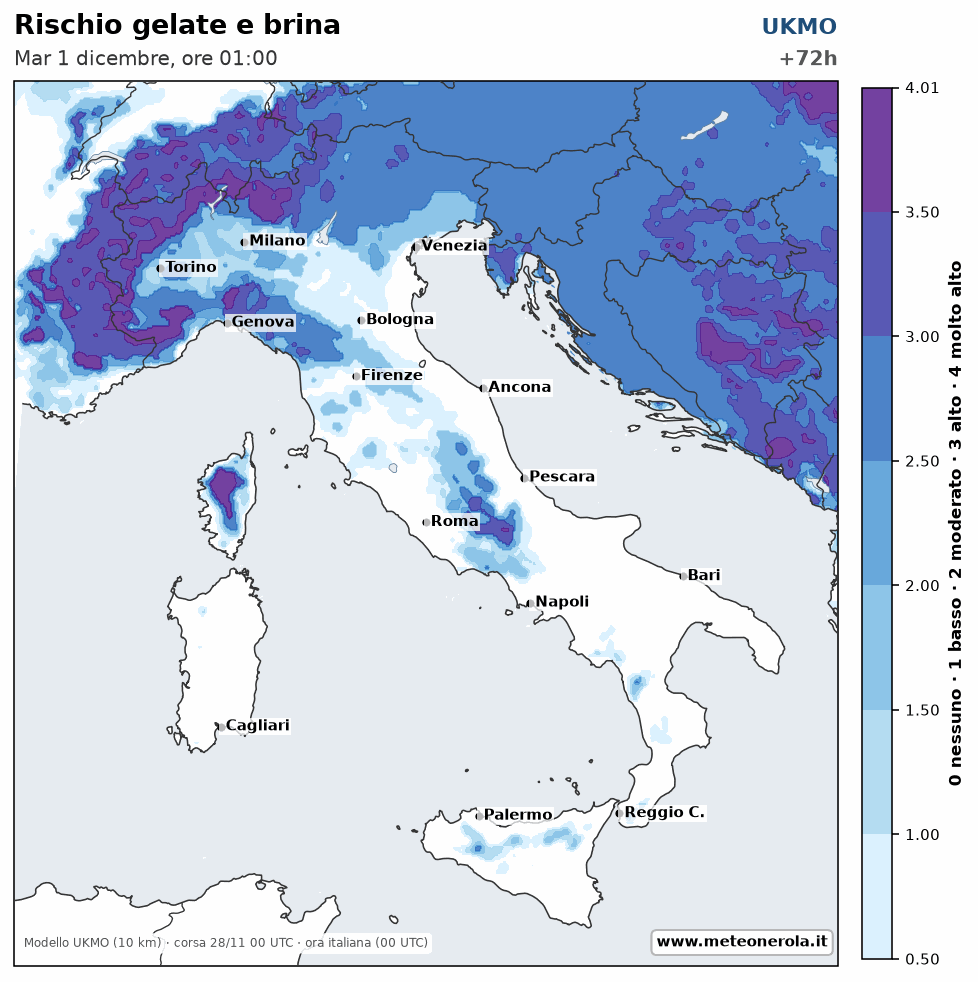 Rischio gelate e brina
UKMO
Mar 1 dicembre, ore 01:00
+72h
4.01
3.50
3.00
2.50
2.00
1.50
1.00
0.50
0 nessuno · 1 basso · 2 moderato · 3 alto · 4 molto alto
Milano
Venezia
Torino
Genova
Bologna
Firenze
Ancona
Pescara
Roma
Bari
Napoli
Cagliari
Palermo
Reggio C.
Modello UKMO (10 km) · corsa 28/11 00 UTC · ora italiana (00 UTC)
www.meteonerola.it